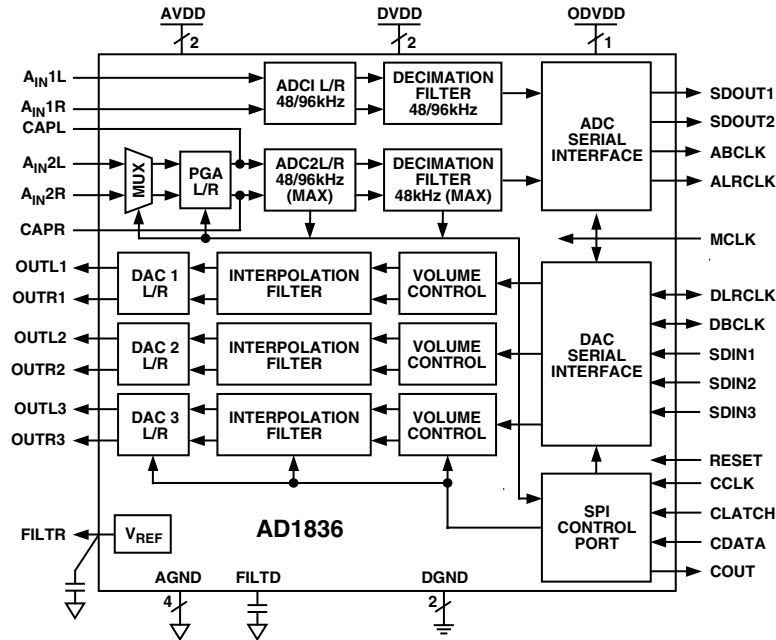 AVDD
DVDD
ODVDD
2
2
1
AIN1L
AIN1R
CAPL
AIN2L
AIN2R
CAPR
ADCI L/R
48/96kHz
DECIMATION
FILTER
48/96kHz
ADC
SERIAL
INTERFACE
SDOUT1
SDOUT2
ABCLK
ALRCLK
MUX
PGA
L/R
ADC2L/R
48/96kHz
(MAX)
DECIMATION
FILTER
48kHz (MAX)
MCLK
OUTL1
OUTR1
DAC 1
L/R
INTERPOLATION
FILTER
VOLUME
CONTROL
OUTL2
OUTR2
DAC 2
L/R
INTERPOLATION
FILTER
VOLUME
CONTROL
OUTL3
OUTR3
DAC 3
L/R
INTERPOLATION
FILTER
VOLUME
CONTROL
DAC
SERIAL
INTERFACE
DLRCLK
DBCLK
SDIN1
SDIN2
SDIN3
RESET
CCLK
CLATCH
CDATA
COUT
SPI
CONTROL
PORT
FILTR
VREF
AD1836
AGND
FILTD
DGND
4
2